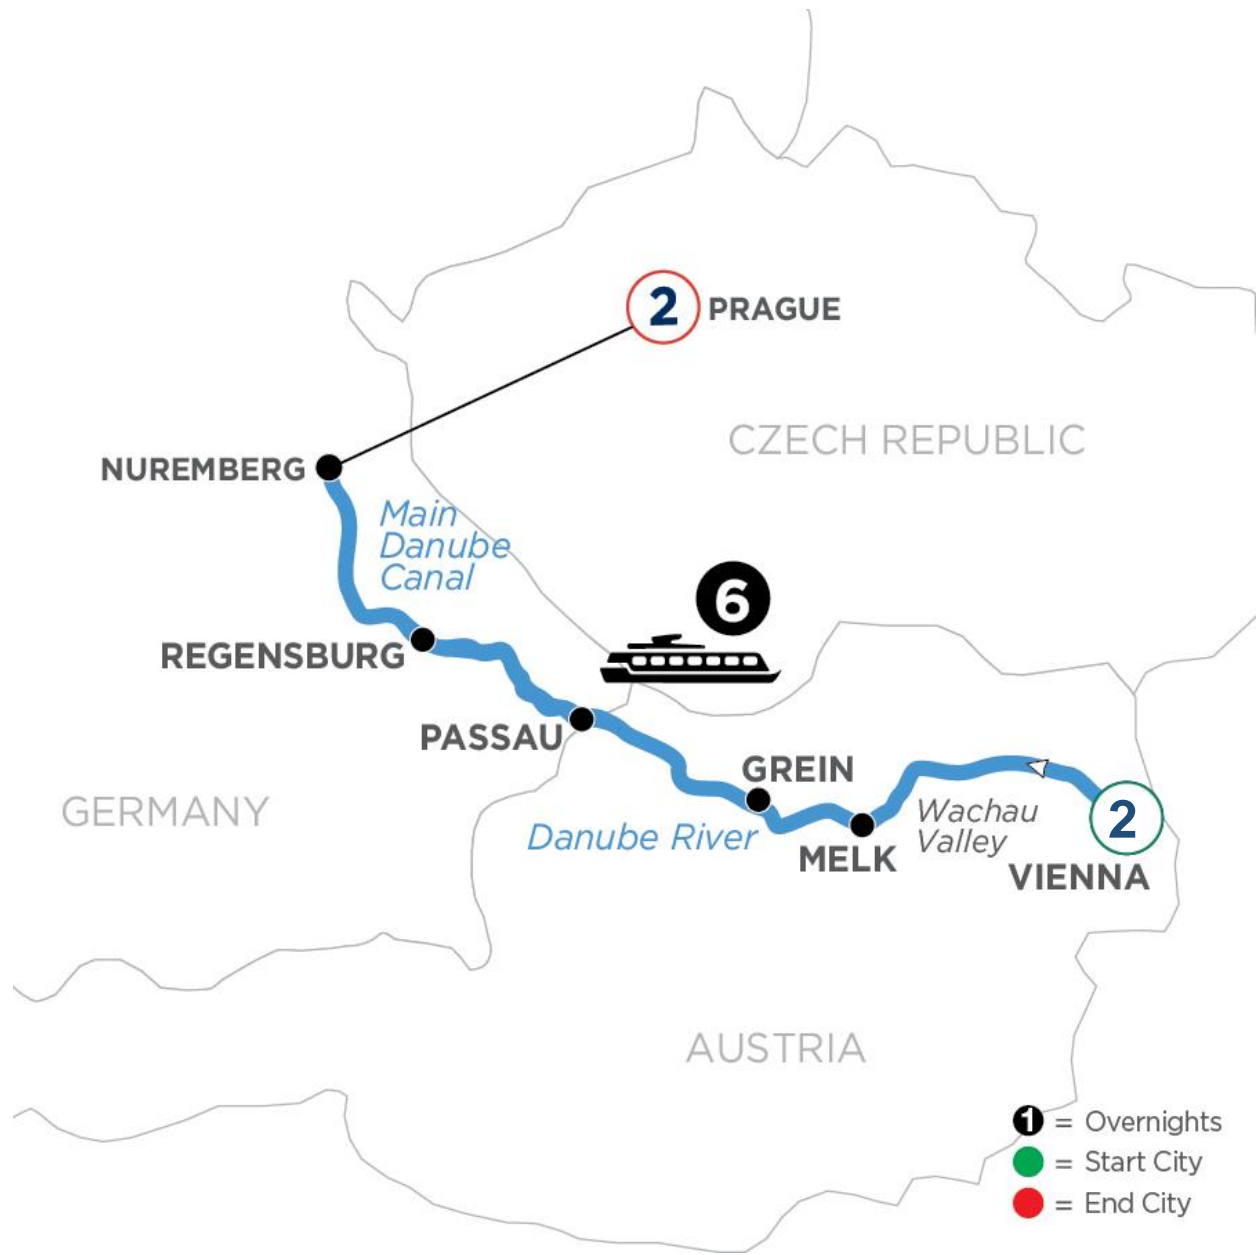 2 PRAGUE
CZECH REPUBLIC
NUREMBERG
Main
Danube
Canal
6
REGENSBURG
PASSAU
GREIN
GERMANY
Danube River
MELK
Wachau
Valley
2
VIENNA
AUSTRIA
1 = Overnights
= Start City
= End City